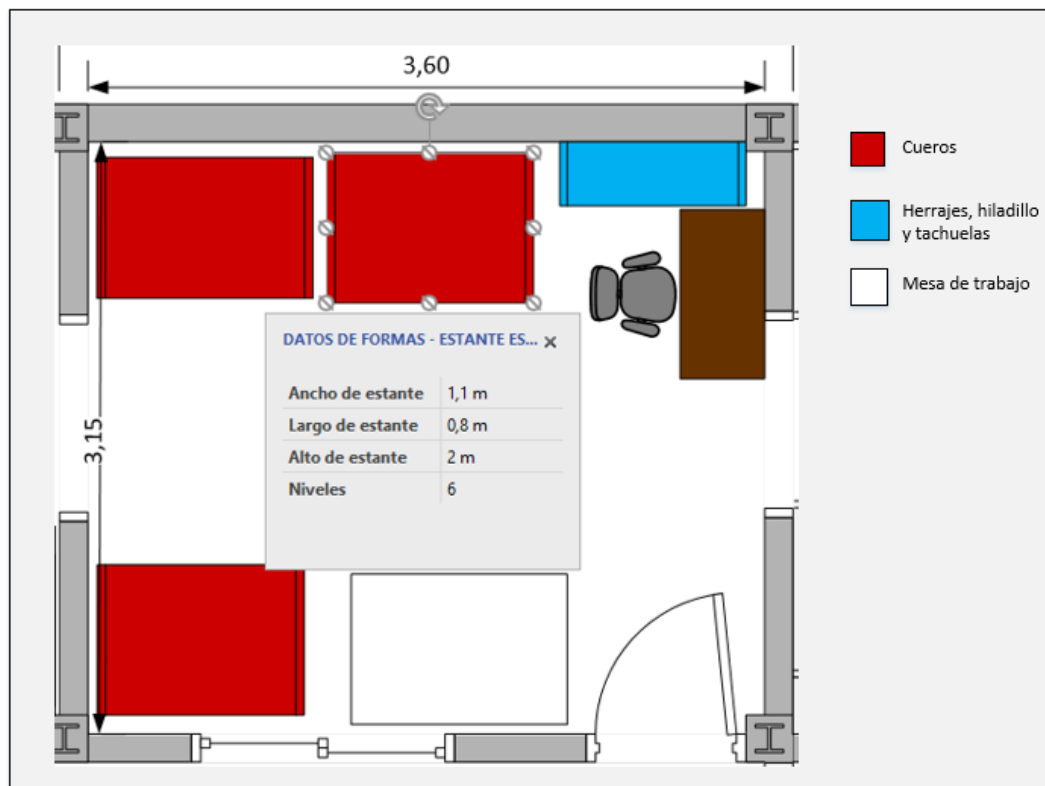 3,60
Cueros
Herrajes, hiladillo
y tachuelas
Mesa de trabajo
DATOS DE FORMAS - ESTANTE ES...
Ancho de estante 1,1 m
Largo de estante 0,8 m
Alto de estante 2 m
Niveles 6
3,15